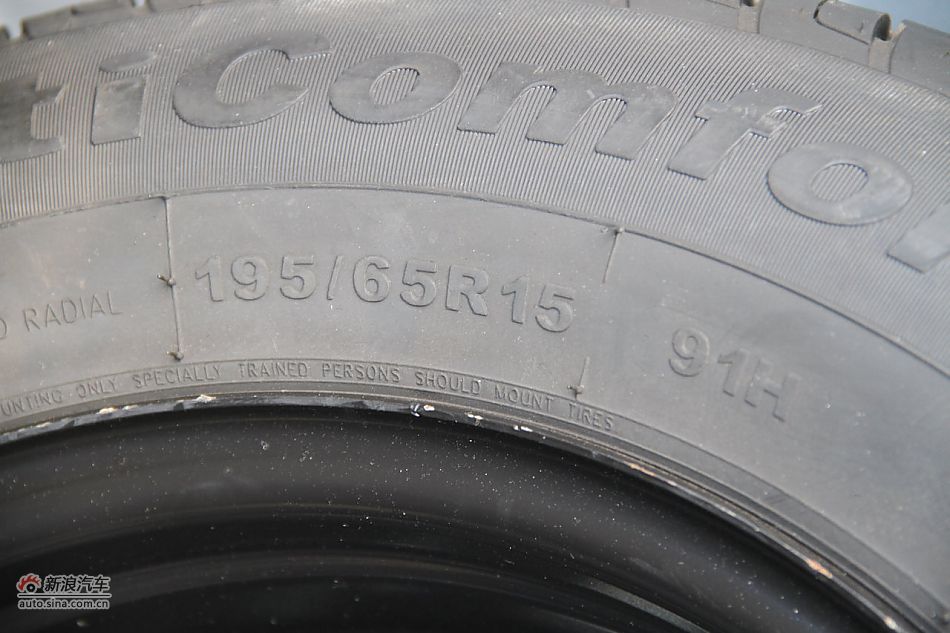 tiComfor
195/65R15
91H
D RADIAL
UNTING ONLY SPECIALLY TRAINED PERSONS SHOULD MOUNT TIRES
新浪汽车
auto.sina.com.cn